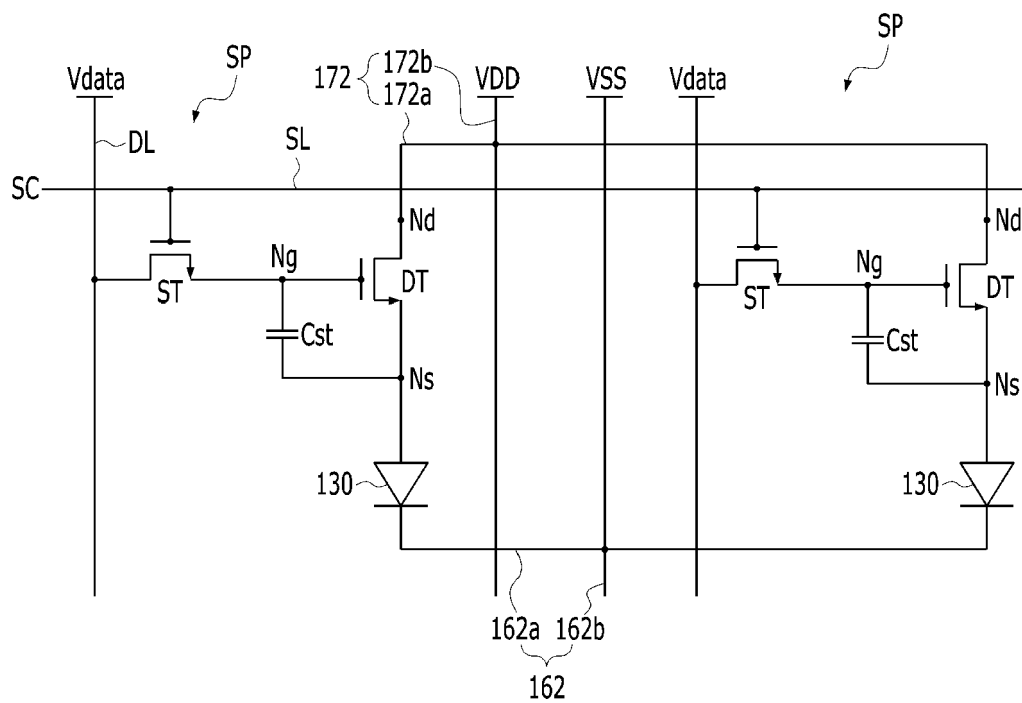 SP
SP
Vdata
172
172b
172a
VDD
VSS
Vdata
DL
SL
SC
Nd
Nd
Ng
Ng
ST
DT
ST
DT
Cst
Cst
Ns
Ns
130
130
162a
162b
162